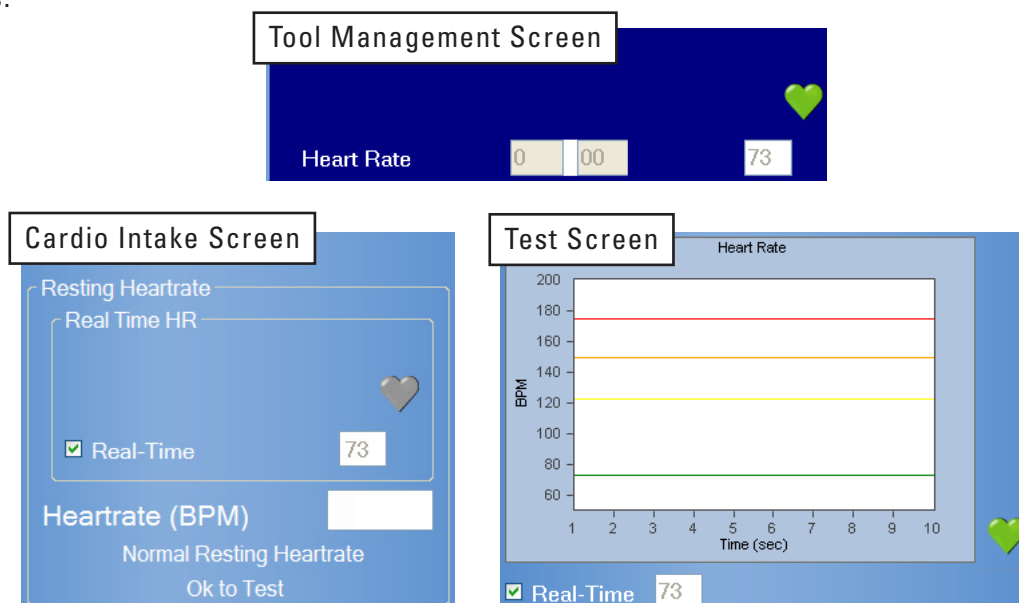 Tool Management Screen
Heart Rate 0 00 73
Cardio Intake Screen
Resting Heartrate
Real Time HR
Real-Time 73
Heartrate (BPM)
Normal Resting Heartrate
Ok to Test
Test Screen
Heart Rate
200
180
160
140
120
100
80
60
BPM
1 2 3 4 5 6 7 8 9 10
Time (sec)
Real-Time 73